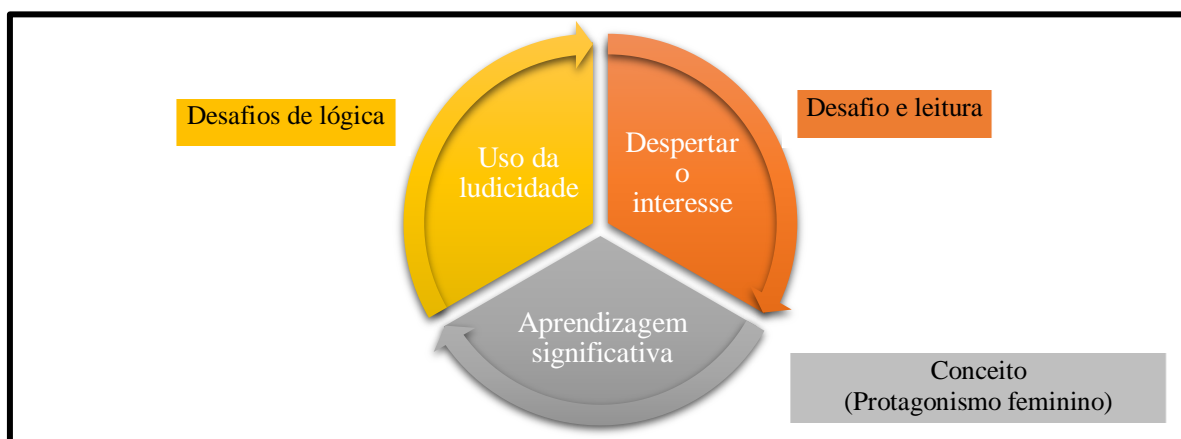 Desafios de lógica
Desafio e leitura
Uso da
ludicidade
Despertar
o
interesse
Aprendizagem
significativa
Conceito
(Protagonismo feminino)